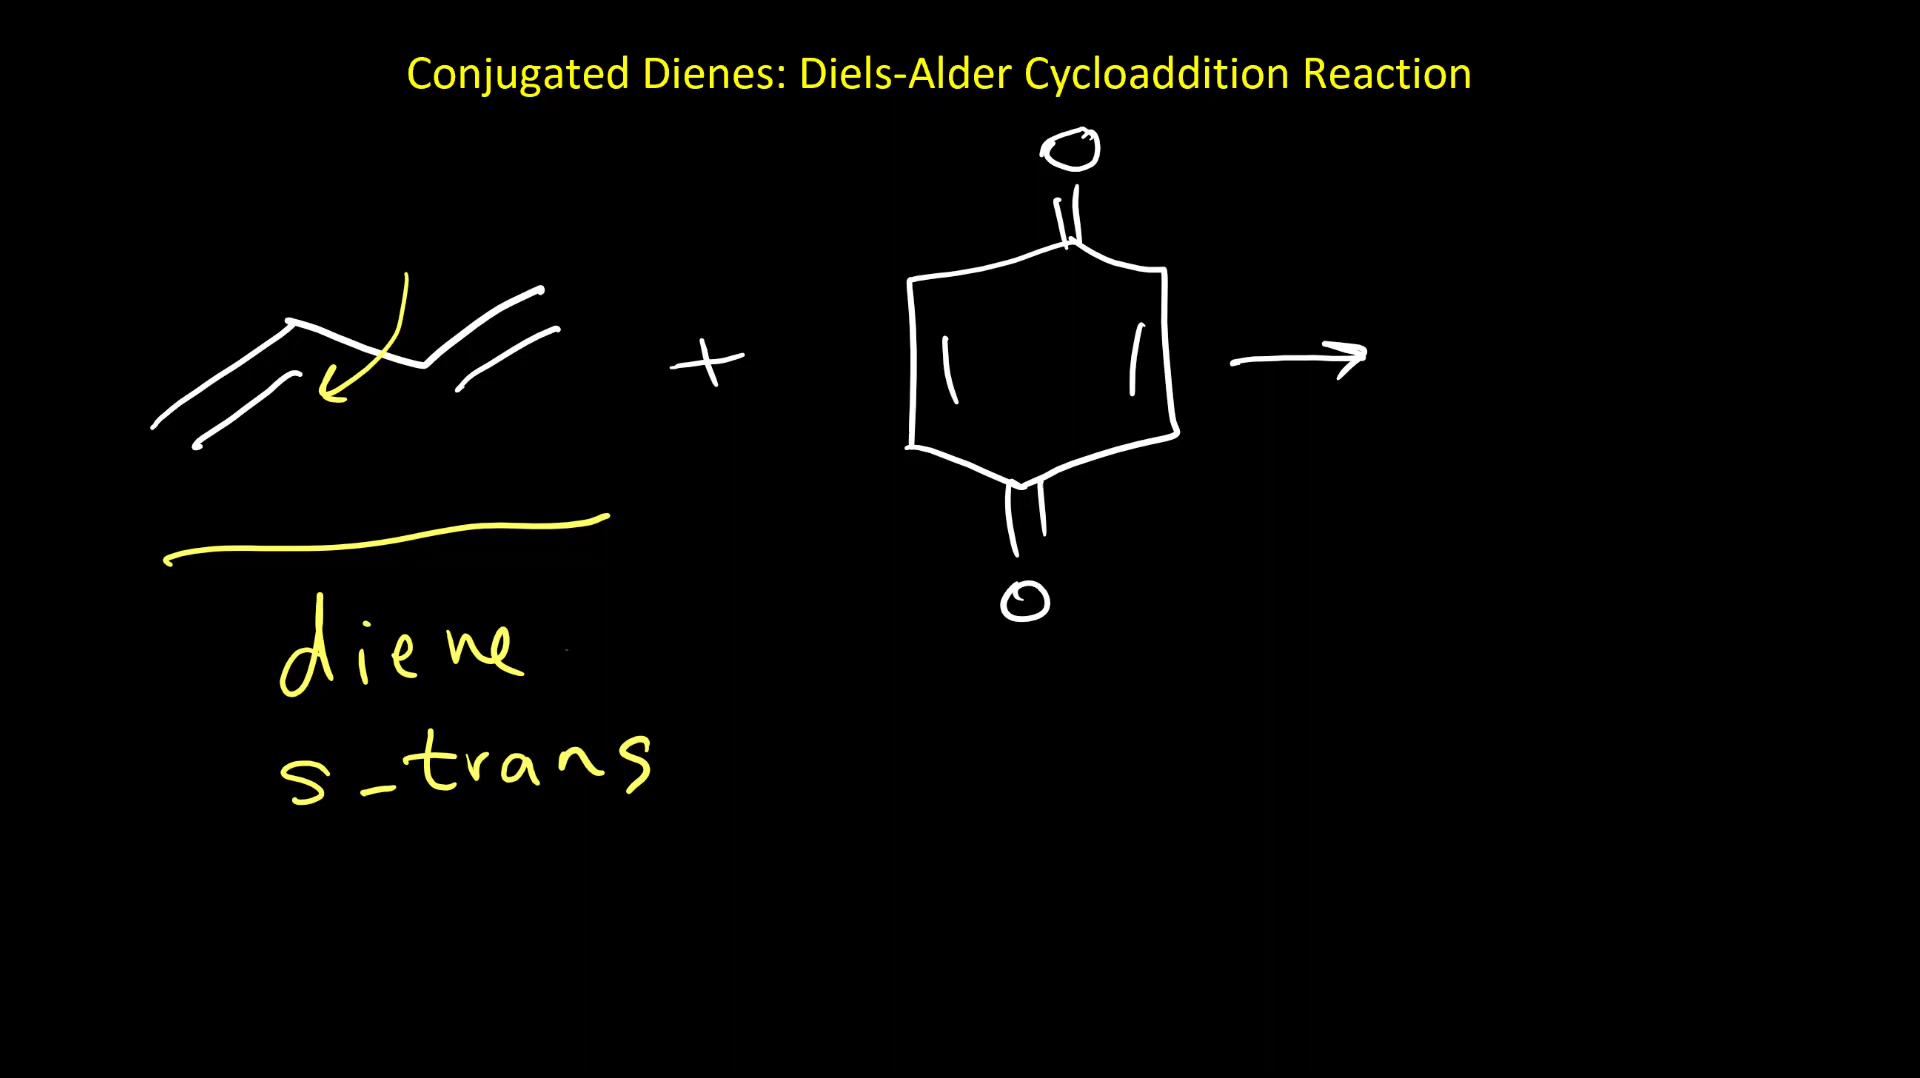 Conjugated Dienes: Diels-Alder Cycloaddition Reaction
O
+
O
diene
s-trans